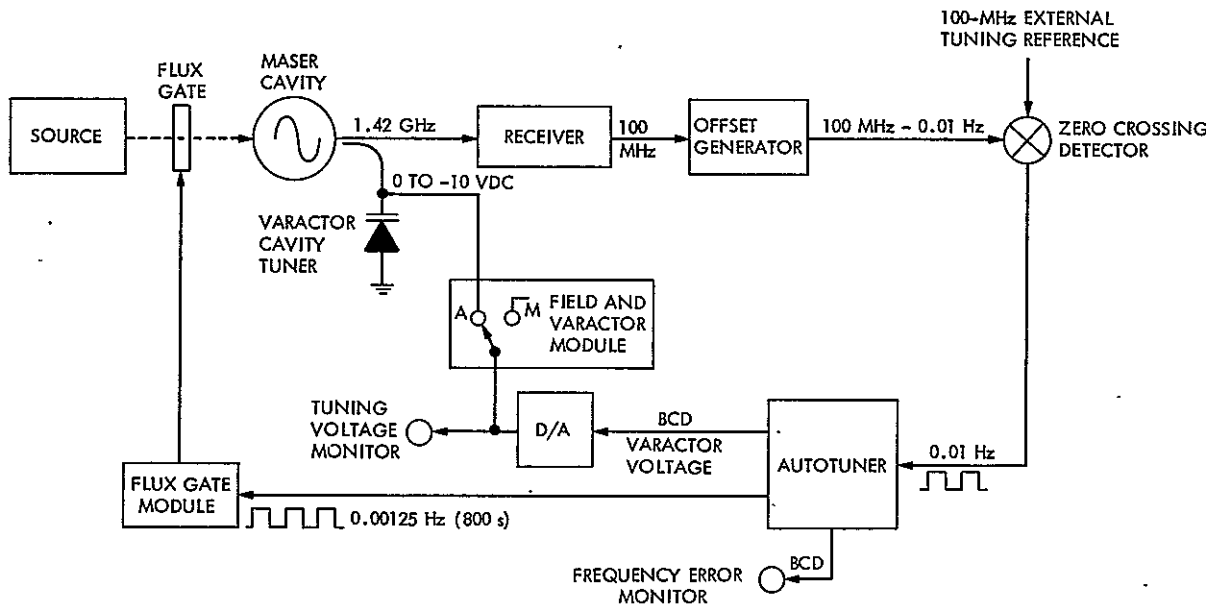 100-MHz EXTERNAL
TUNING REFERENCE
FLUX
GATE
MASER
CAVITY
SOURCE
1.42 GHz
RECEIVER
100
MHz
OFFSET
GENERATOR
100 MHz - 0.01 Hz
ZERO CROSSING
DETECTOR
0 TO -10 VDC
VARACTOR
CAVITY
TUNER
A
M
FIELD AND
VARACTOR
MODULE
TUNING
VOLTAGE
MONITOR
D/A
BCD
VARACTOR
VOLTAGE
AUTOTUNER
0.01 Hz
FLUX GATE
MODULE
0.00125 Hz (800 s)
BCD
FREQUENCY ERROR
MONITOR